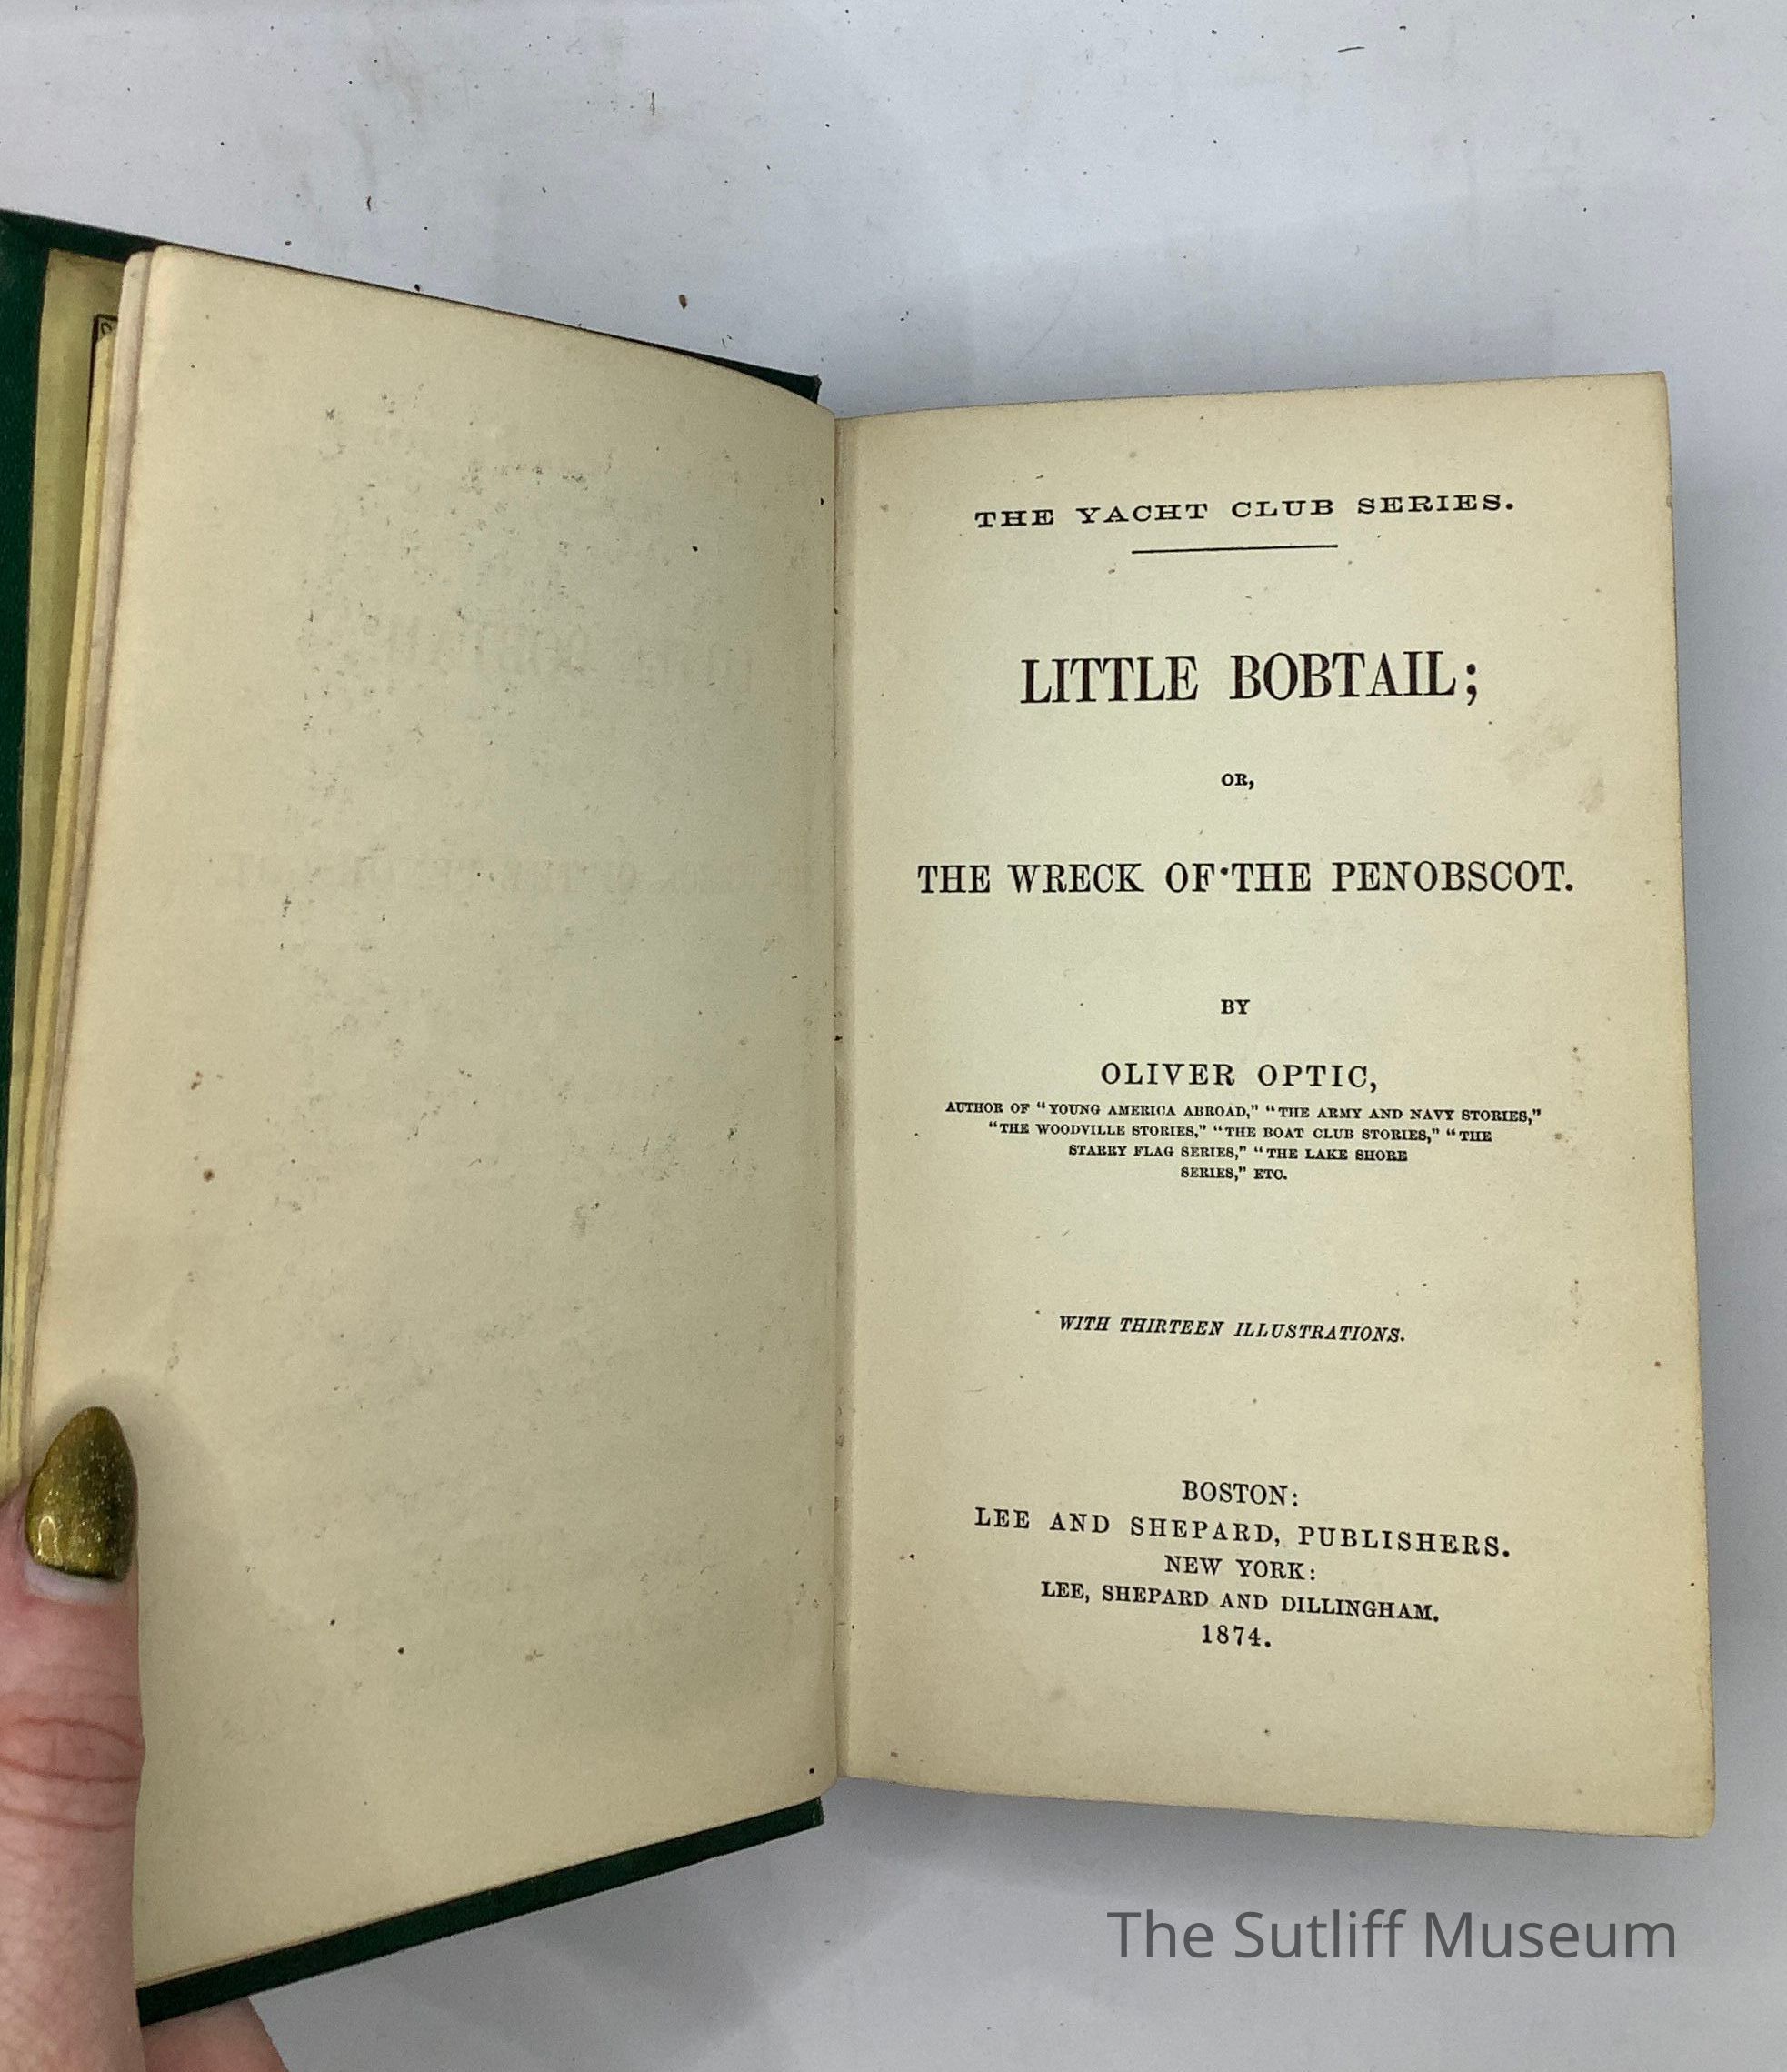 THE YACHT CLUB SERIES.
LITTLE BOBTAIL;
OR,
THE WRECK OF THE PENOBSCOT.
BY
OLIVER OPTIC,
AUTHOR OF "YOUNG AMERICA ABROAD," "THE ARMY AND NAVY STORIES,"
"THE WOODVILLE STORIES," "THE BOAT CLUB STORIES," "THE
STARRY FLAG SERIES," "THE LAKE SHORE
SERIES," ETC.
WITH THIRTEEN ILLUSTRATIONS.
BOSTON:
LEE AND SHEPARD, PUBLISHERS.
NEW YORK:
LEE, SHEPARD AND DILLINGHAM.
1874.
The Sutliff Museum